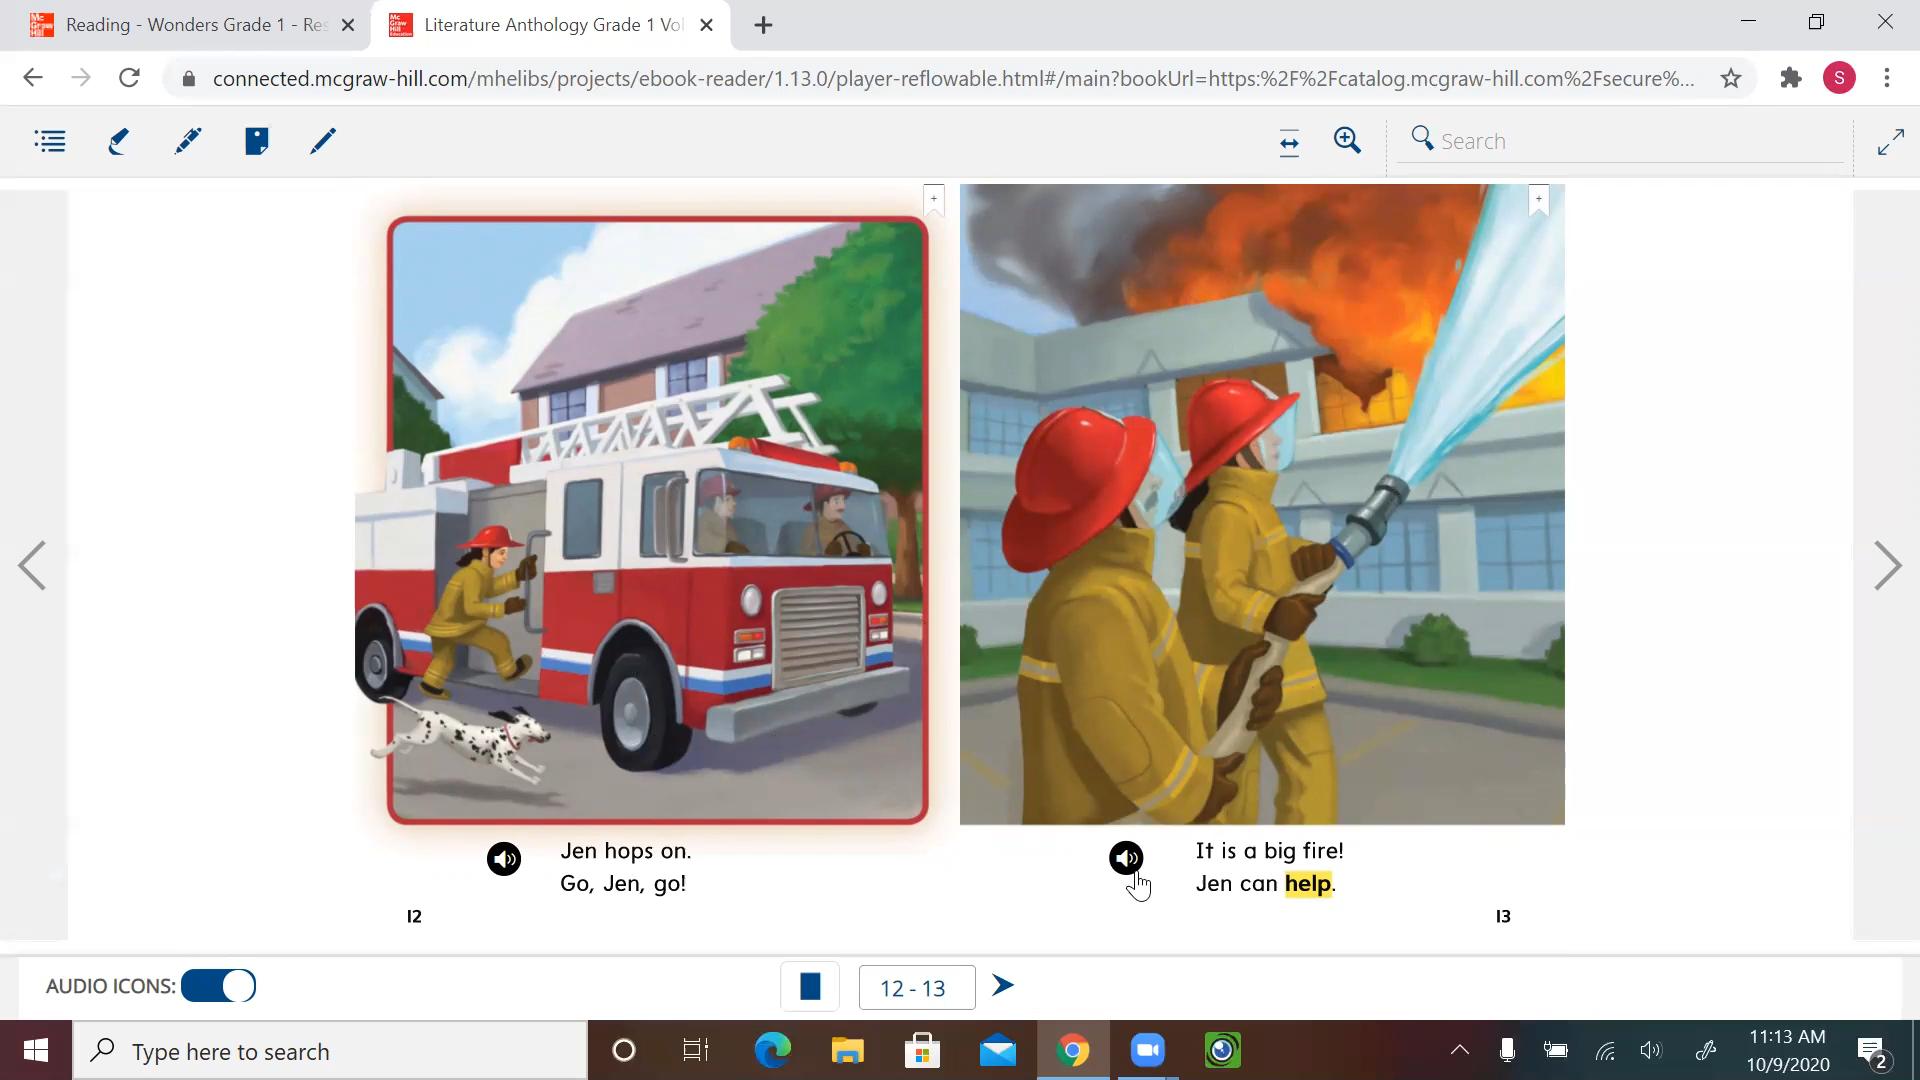 Reading - Wonders Grade 1 - Res
Literature Anthology Grade 1 Vol
connected.mcgraw-hill.com/mhelibs/projects/ebook-reader/1.13.0/player-reflowable.html#/main?bookUrl=https:%2F%2Fcatalog.mcgraw-hill.com%2Fsecure%...
S
Search
Jen hops on.
Go, Jen, go!
12
It is a big fire!
Jen can help.
13
AUDIO ICONS:
12 - 13
Type here to search
11:13 AM
10/9/2020
2